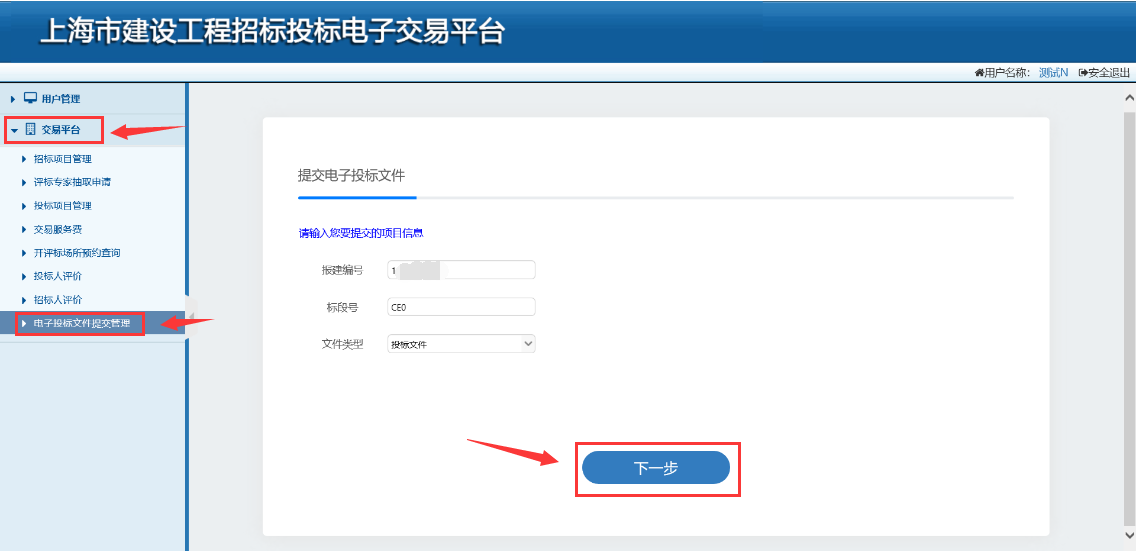 上海市建设工程招标投标电子交易平台
用户名称： 测试N 安全退出
用户管理
交易平台
招标项目管理
评标专家抽取申请
投标项目管理
交易服务费
开评标场所预约查询
投标人评价
招标人评价
电子投标文件提交管理
提交电子投标文件
请输入您要提交的项目信息
报建编号 1
标段号 CE0
文件类型 投标文件
下一步